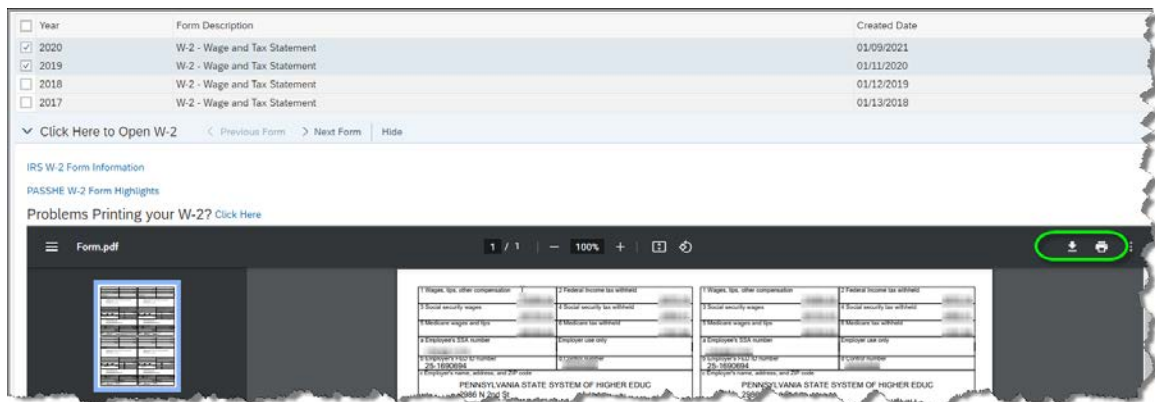 Year Form Description Created Date
2020 W-2 - Wage and Tax Statement 01/09/2021
2019 W-2 - Wage and Tax Statement 01/11/2020
2018 W-2 - Wage and Tax Statement 01/12/2019
2017 W-2 - Wage and Tax Statement 01/13/2018
Click Here to Open W-2 Previous Form Next Form Hide
IRS W-2 Form Information
PASSHE W-2 Form Highlights
Problems Printing your W-2? Click Here
Form.pdf 1 / 1 100%
1 Wages, tips, other compensation 2 Federal income tax withheld 1 Wages, tips, other compensation 2 Federal income tax withheld
3 Social security wages 4 Social security tax withheld 3 Social security wages 4 Social security tax withheld
5 Medicare wages and tips 6 Medicare tax withheld 5 Medicare wages and tips 6 Medicare tax withheld
a Employee's SSA number Employer use only a Employee's SSA number Employer use only
b Employer's FED ID number d Control number b Employer's FED ID number d Control number
25-1690694 25-1690694
c Employer's name, address, and ZIP code c Employer's name, address, and ZIP code
PENNSYLVANIA STATE SYSTEM OF HIGHER EDUC PENNSYLVANIA STATE SYSTEM OF HIGHER EDUC
2986 N 2nd St 2986